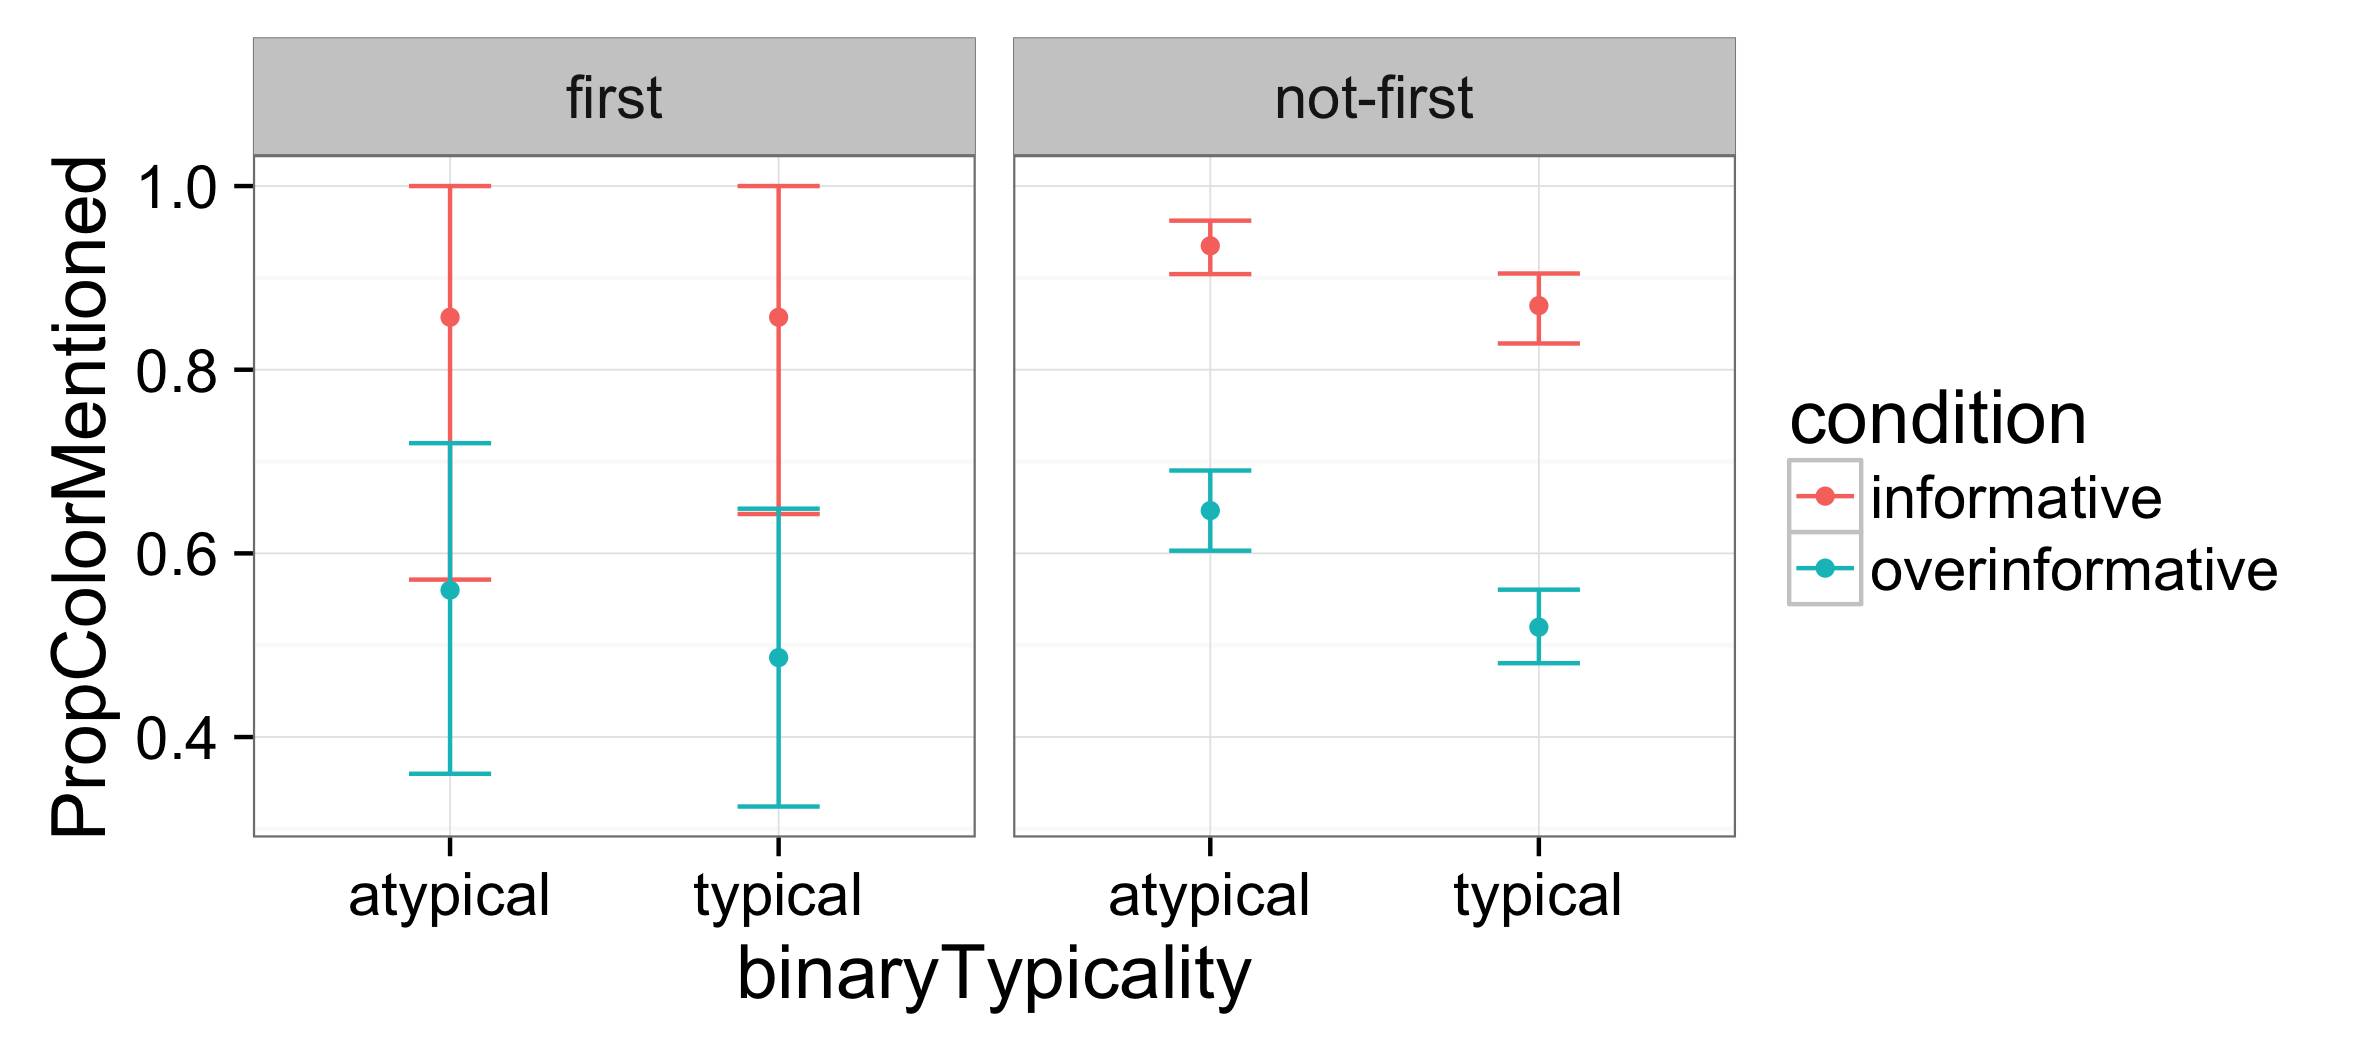 first
not-first
PropColorMentioned
1.0
0.8
0.6
0.4
atypical
typical
atypical
typical
binaryTypicality
condition
informative
overinformative